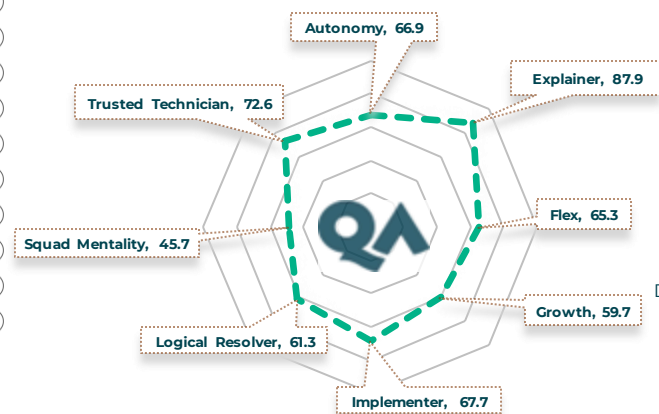 Autonomy, 66.9
Explainer, 87.9
Trusted Technician, 72.6
QA
Flex, 65.3
Squad Mentality, 45.7
Growth, 59.7
Logical Resolver, 61.3
Implementer, 67.7